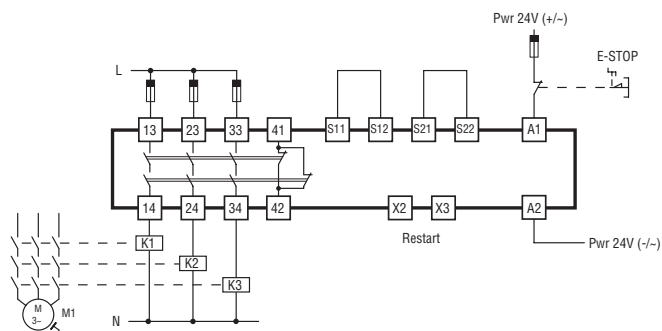 Pwr 24V (+/~)
E-STOP
L
13 23 33 41 S11 S12 S21 S22 A1
14 24 34 42 X2 X3 A2
Restart
Pwr 24V (-/~)
K1
K2
K3
M
3~
M1
N